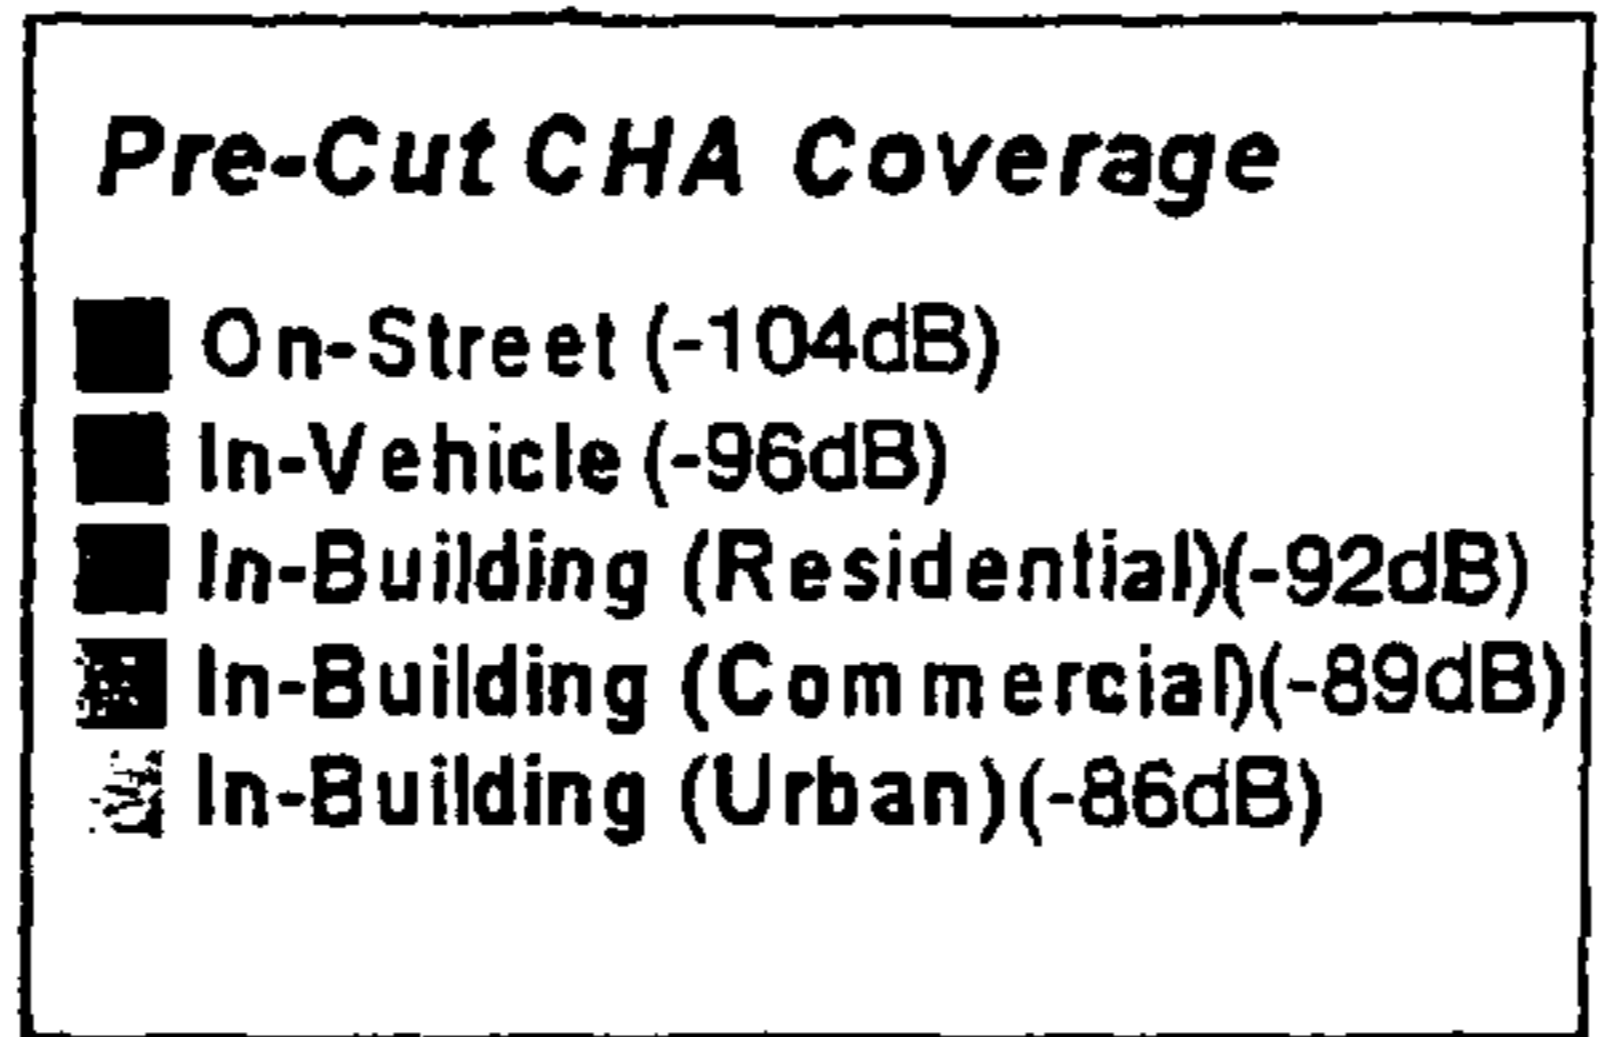 Pre-Cut CHA Coverage
On-Street (-104dB)
In-Vehicle (-96dB)
In-Building (Residential)(-92dB)
In-Building (Commercial)(-89dB)
In-Building (Urban)(-86dB)